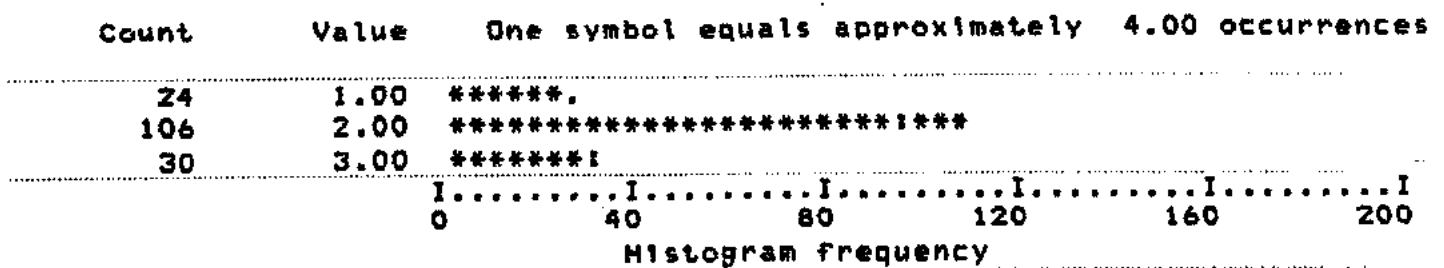 Count Value One symbol equals approximately 4.00 occurrences
24 1.00 ******.
106 2.00 ***********************:***
30 3.00 *******:
I.........I.........I.........I.........I.........I
0 40 80 120 160 200
Histogram frequency